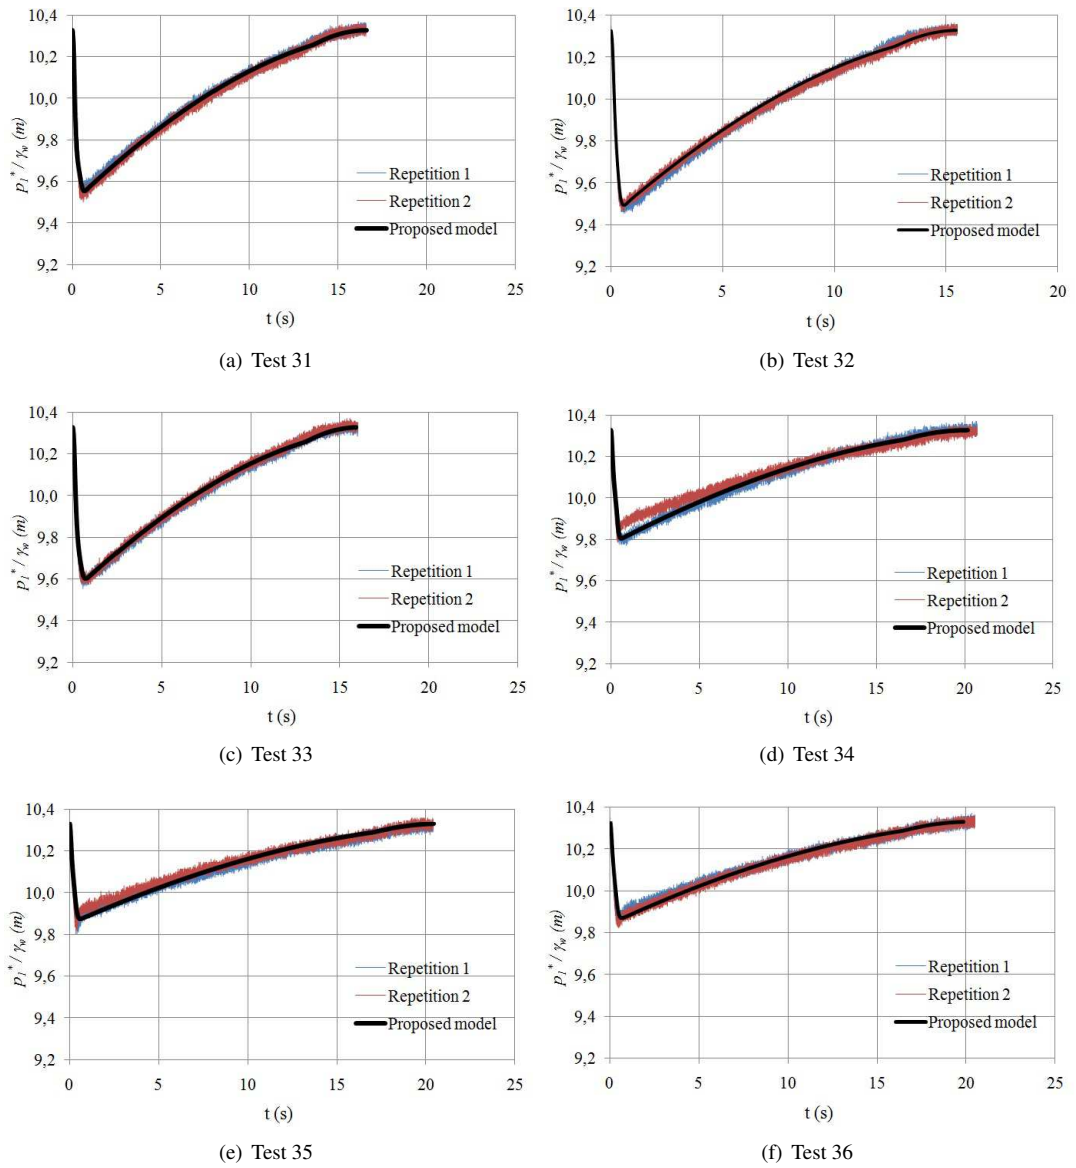 10,4
10,2
10,0
9,8
9,6
9,4
9,2
p1* / γw (m)
0 5 10 15 20 25
t (s)
Repetition 1
Repetition 2
Proposed model
(a) Test 31
10,4
10,2
10,0
9,8
9,6
9,4
9,2
p1* / γw (m)
0 5 10 15 20
t (s)
Repetition 1
Repetition 2
Proposed model
(b) Test 32
10,4
10,2
10,0
9,8
9,6
9,4
9,2
p1* / γw (m)
0 5 10 15 20 25
t (s)
Repetition 1
Repetition 2
Proposed model
(c) Test 33
10,4
10,2
10,0
9,8
9,6
9,4
9,2
p1* / γw (m)
0 5 10 15 20 25
t (s)
Repetition 1
Repetition 2
Proposed model
(d) Test 34
10,4
10,2
10,0
9,8
9,6
9,4
9,2
p1* / γw (m)
0 5 10 15 20 25
t (s)
Repetition 1
Repetition 2
Proposed model
(e) Test 35
10,4
10,2
10,0
9,8
9,6
9,4
9,2
p1* / γw (m)
0 5 10 15 20 25
t (s)
Repetition 1
Repetition 2
Proposed model
(f) Test 36